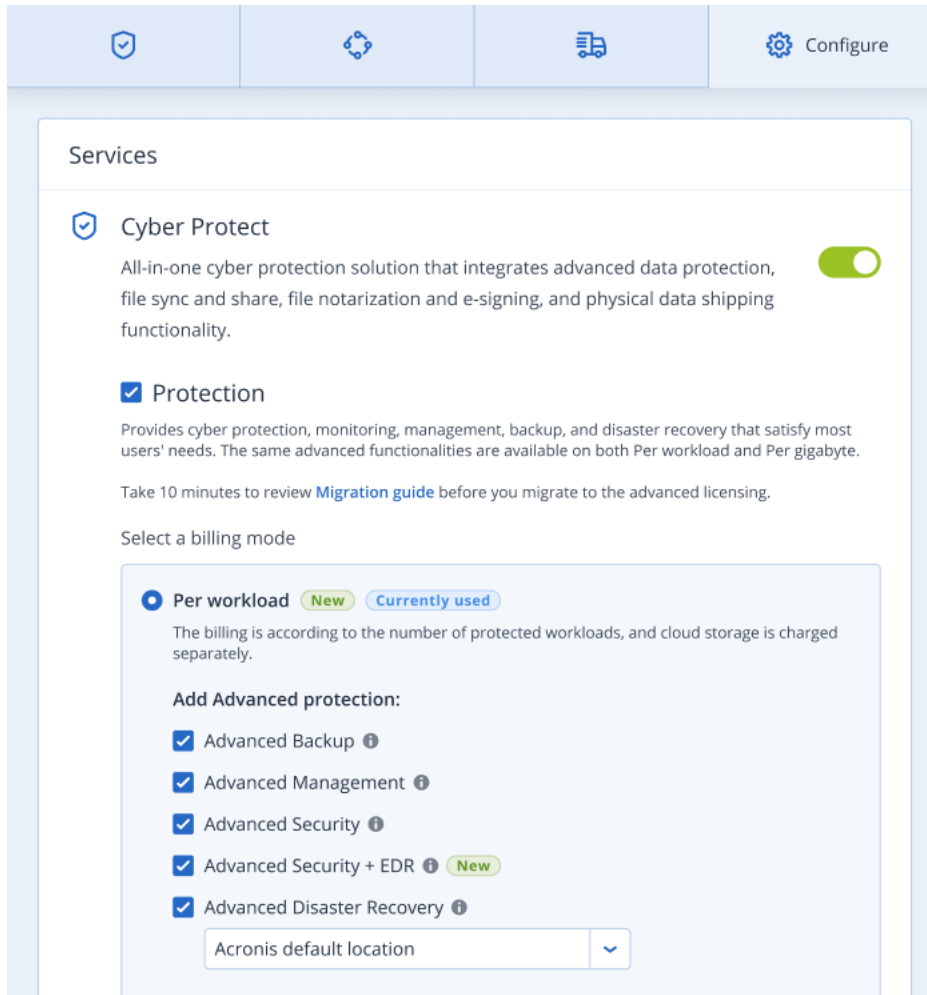 Configure
Services
Cyber Protect
All-in-one cyber protection solution that integrates advanced data protection,
file sync and share, file notarization and e-signing, and physical data shipping
functionality.
Protection
Provides cyber protection, monitoring, management, backup, and disaster recovery that satisfy most
users' needs. The same advanced functionalities are available on both Per workload and Per gigabyte.
Take 10 minutes to review Migration guide before you migrate to the advanced licensing.
Select a billing mode
Per workload New Currently used
The billing is according to the number of protected workloads, and cloud storage is charged
separately.
Add Advanced protection:
Advanced Backup
Advanced Management
Advanced Security
Advanced Security + EDR New
Advanced Disaster Recovery
Acronis default location